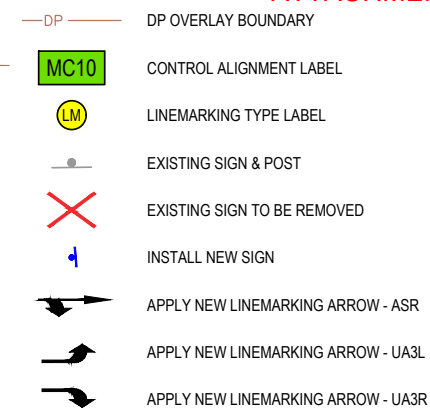 DP DP OVERLAY BOUNDARY
MC10 CONTROL ALIGNMENT LABEL
LM LINEMARKING TYPE LABEL
EXISTING SIGN & POST
EXISTING SIGN TO BE REMOVED
INSTALL NEW SIGN
APPLY NEW LINEMARKING ARROW - ASR
APPLY NEW LINEMARKING ARROW - UA3L
APPLY NEW LINEMARKING ARROW - UA3R